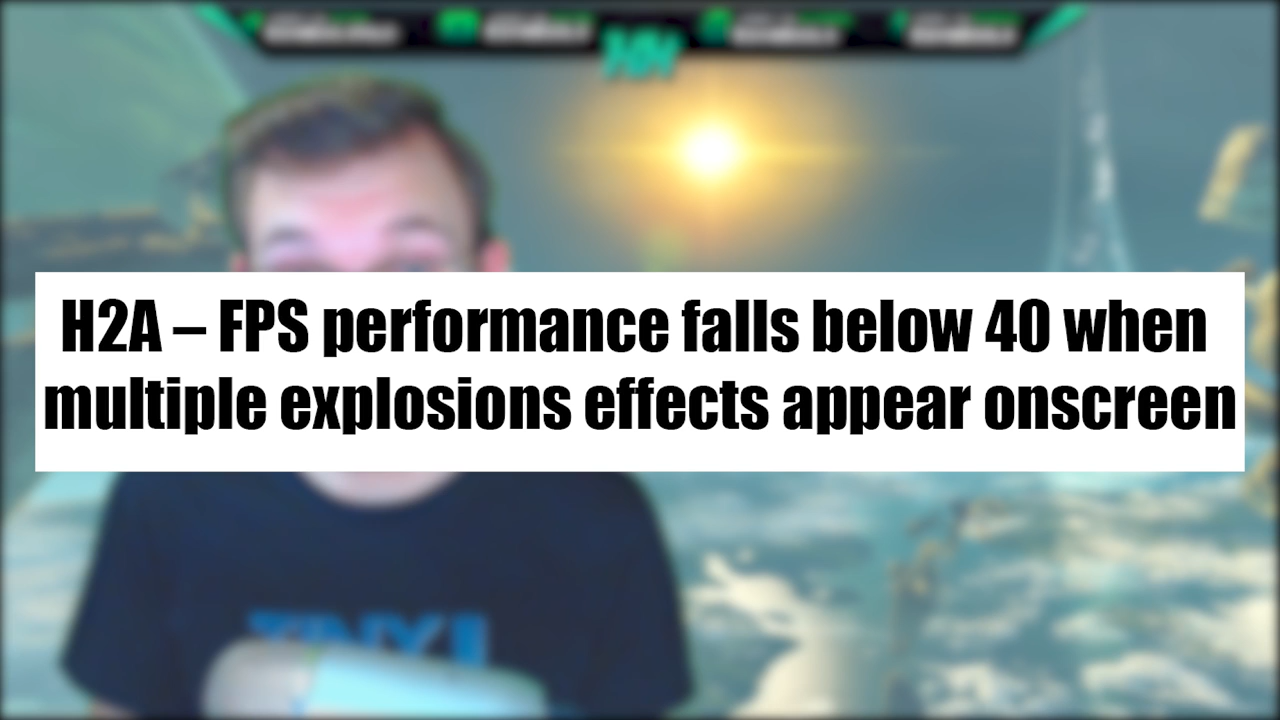 H2A – FPS performance falls below 40 when
multiple explosions effects appear onscreen